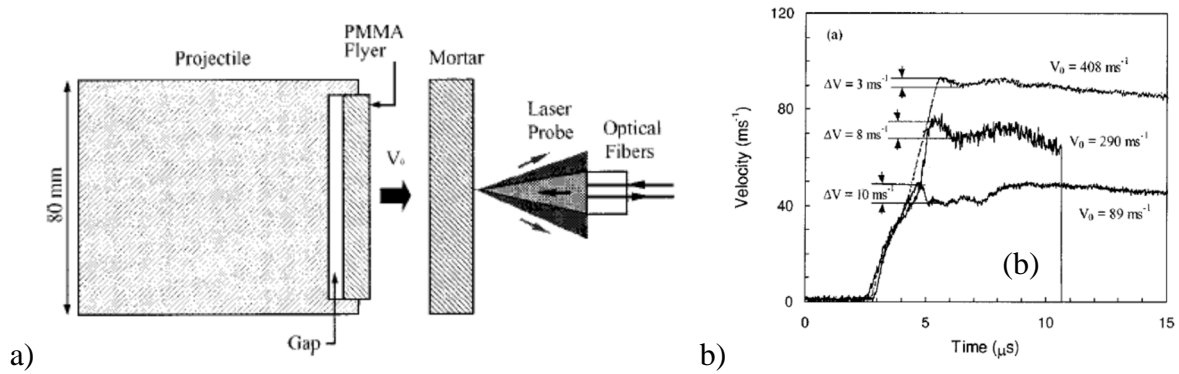 PMMA
Flyer
Projectile
Mortar
Laser
Probe
Optical
Fibers
V₀
80 mm
Gap
a)
(a)
V₀ = 408 ms⁻¹
ΔV = 3 ms⁻¹
ΔV = 8 ms⁻¹
V₀ = 290 ms⁻¹
ΔV = 10 ms⁻¹
V₀ = 89 ms⁻¹
(b)
Velocity (ms⁻¹)
120
80
40
0
0 5 10 15
Time (μs)
b)